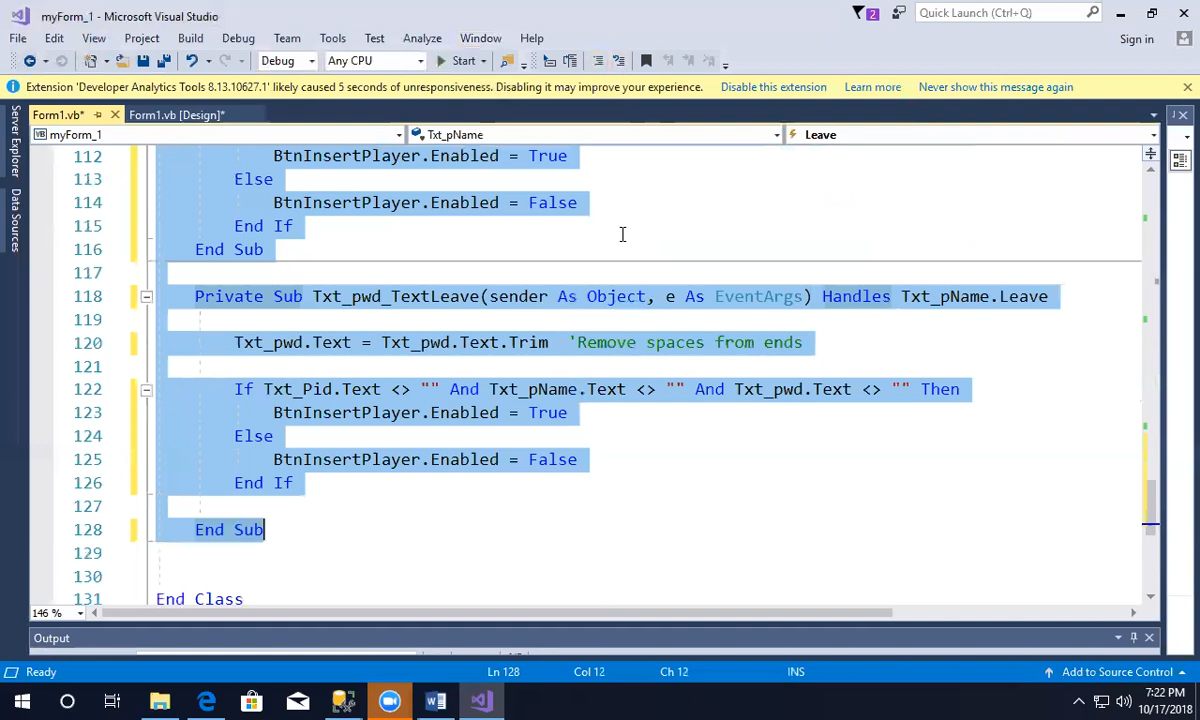 myForm_1 - Microsoft Visual Studio
2
Quick Launch (Ctrl+Q)
File Edit View Project Build Debug Team Tools Test Analyze Window Help
Sign in
Debug Any CPU Start
Extension 'Developer Analytics Tools 8.13.10627.1' likely caused 5 seconds of unresponsiveness. Disabling it may improve your experience. Disable this extension Learn more Never show this message again
Form1.vb* Form1.vb [Design]*
VB myForm_1 Txt_pName Leave
Server Explorer
Data Sources
112 BtnInsertPlayer.Enabled = True
113 Else
114 BtnInsertPlayer.Enabled = False
115 End If
116 End Sub
117
118 Private Sub Txt_pwd_TextLeave(sender As Object, e As EventArgs) Handles Txt_pName.Leave
119
120 Txt_pwd.Text = Txt_pwd.Text.Trim 'Remove spaces from ends
121
122 If Txt_Pid.Text <> "" And Txt_pName.Text <> "" And Txt_pwd.Text <> "" Then
123 BtnInsertPlayer.Enabled = True
124 Else
125 BtnInsertPlayer.Enabled = False
126 End If
127
128 End Sub
129
130
131 End Class
146 %
Output
Ready Ln 128 Col 12 Ch 12 INS Add to Source Control
7:22 PM
10/17/2018